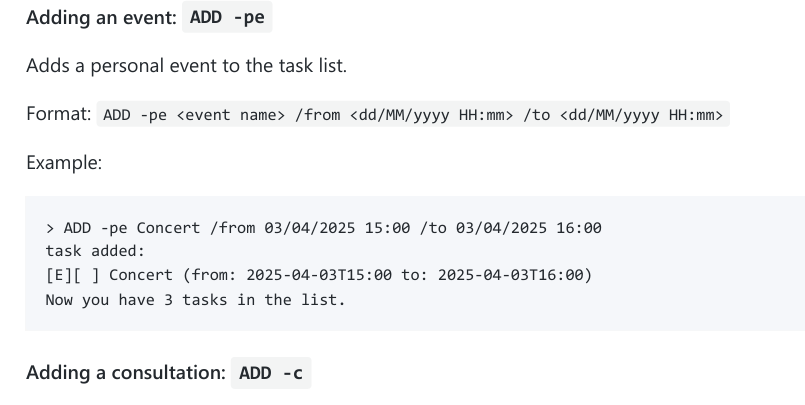 Adding an event: ADD -pe
Adds a personal event to the task list.
Format: ADD -pe <event name> /from <dd/MM/yyyy HH:mm> /to <dd/MM/yyyy HH:mm>
Example:
> ADD -pe Concert /from 03/04/2025 15:00 /to 03/04/2025 16:00
task added:
[E][ ] Concert (from: 2025-04-03T15:00 to: 2025-04-03T16:00)
Now you have 3 tasks in the list.
Adding a consultation: ADD -c